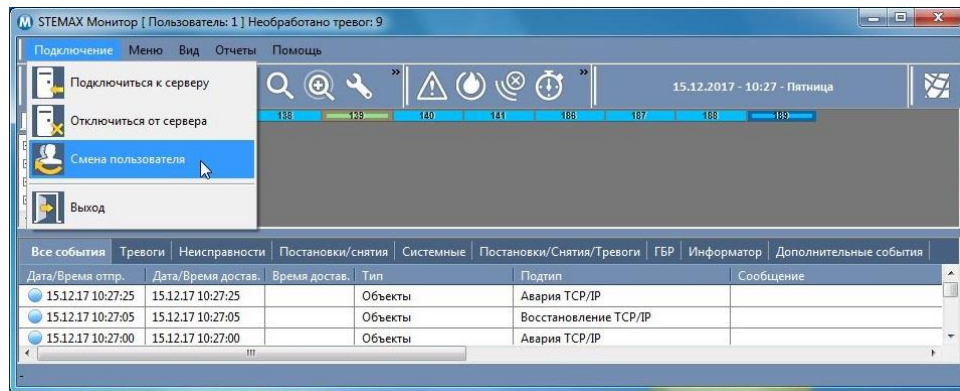 STEMAX Монитор [ Пользователь: 1 ] Необработано тревог: 9
Подключение Меню Вид Отчеты Помощь
Подключиться к серверу
15.12.2017 - 10:27 - Пятница
Отключиться от сервера
138 139 140 141 186 187 188 189
Смена пользователя
Выход
Все события Тревоги Неисправности Постановки/снятия Системные Постановки/Снятия/Тревоги ГБР Информатор Дополнительные события
Дата/Время отпр. Дата/Время достав. Время достав. Тип Подтип Сообщение
15.12.17 10:27:25 15.12.17 10:27:25 Объекты Авария TCP/IP
15.12.17 10:27:05 15.12.17 10:27:05 Объекты Восстановление TCP/IP
15.12.17 10:27:00 15.12.17 10:27:00 Объекты Авария TCP/IP